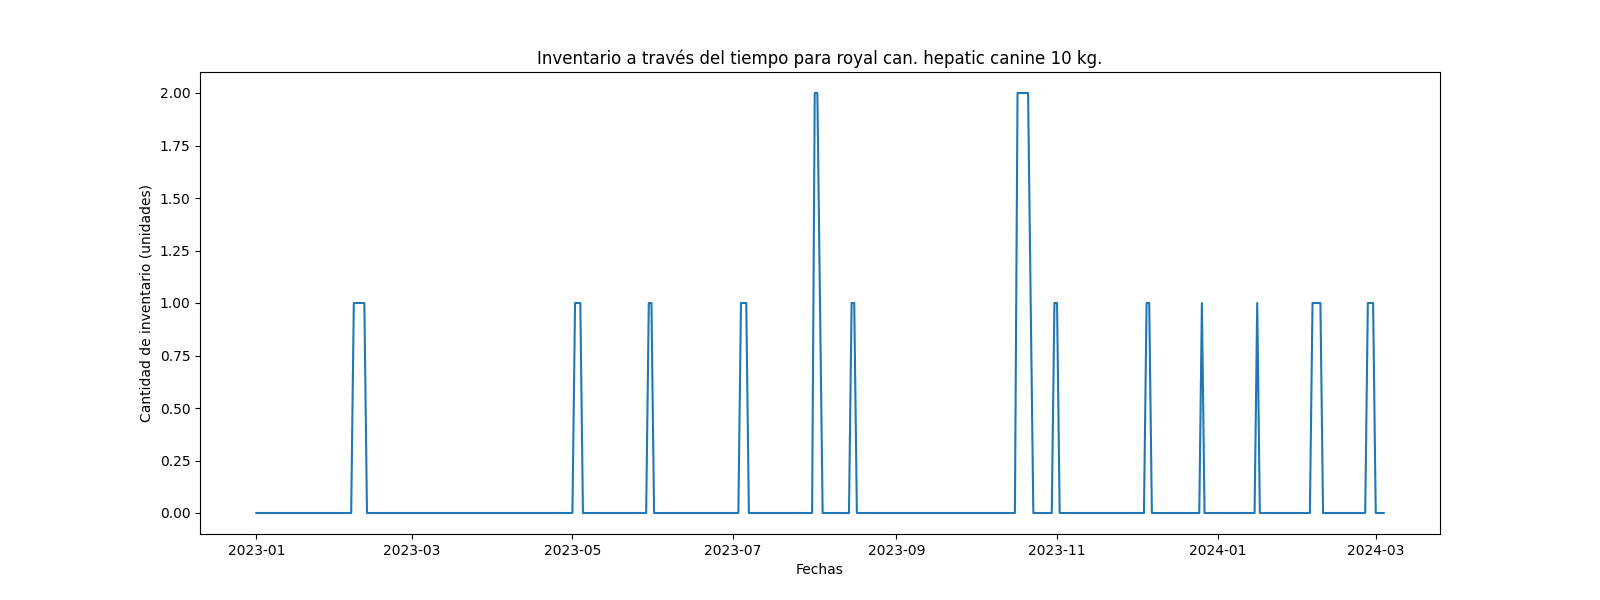 Inventario a través del tiempo para royal can. hepatic canine 10 kg.
Cantidad de inventario (unidades)
2.00
1.75
1.50
1.25
1.00
0.75
0.50
0.25
0.00
2023-01 2023-03 2023-05 2023-07 2023-09 2023-11 2024-01 2024-03
Fechas